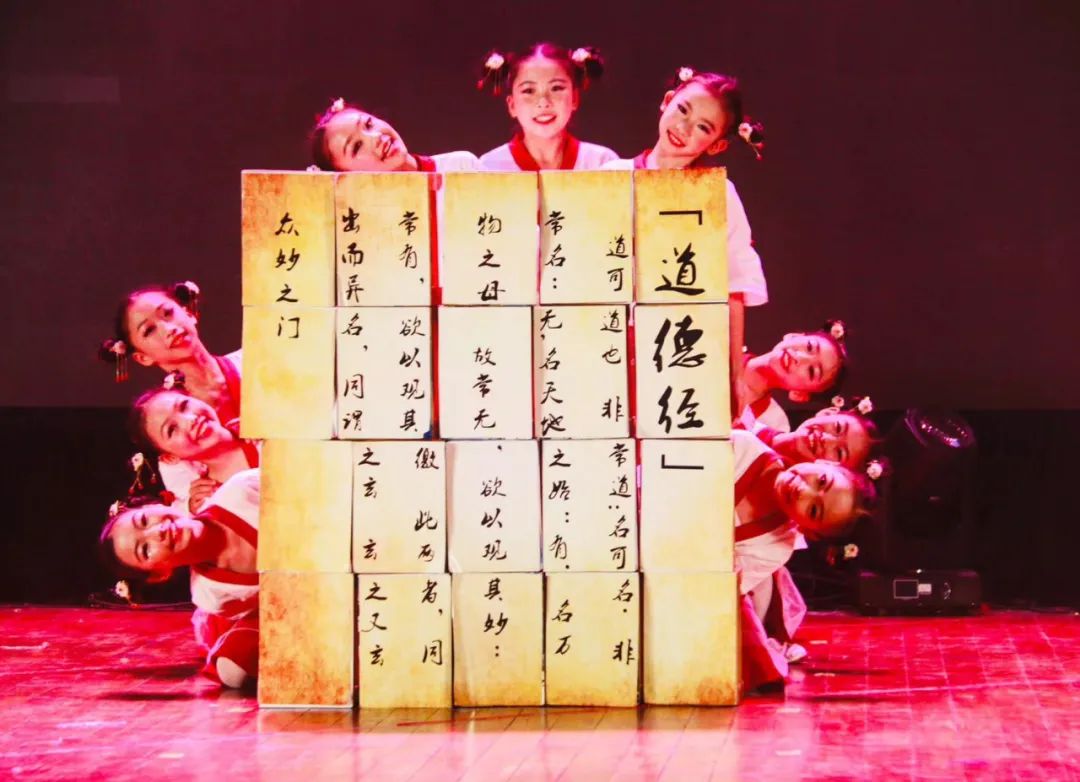 「道德经」
道可道也 非常道:名可名,非
常名:无,名天地之始:有,名万
物之母 故常无,欲以观其妙:
常有,欲以观其徼 此两者,同
出而异名,同谓之玄 玄之又玄
众妙之门